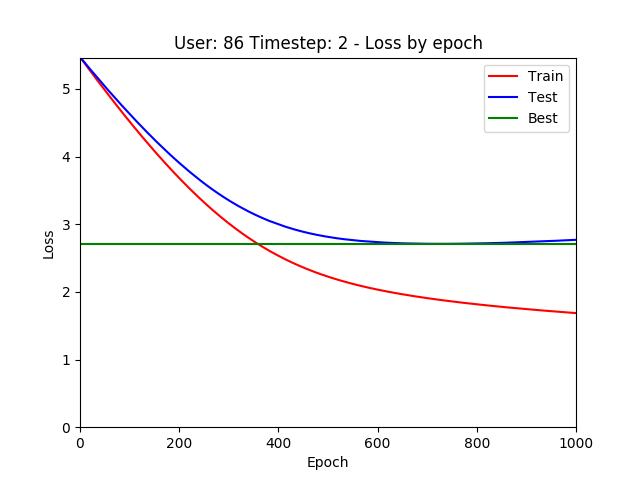 User: 86 Timestep: 2 - Loss by epoch
Train
Test
Best
5
4
3
2
1
0
Loss
0 200 400 600 800 1000
Epoch